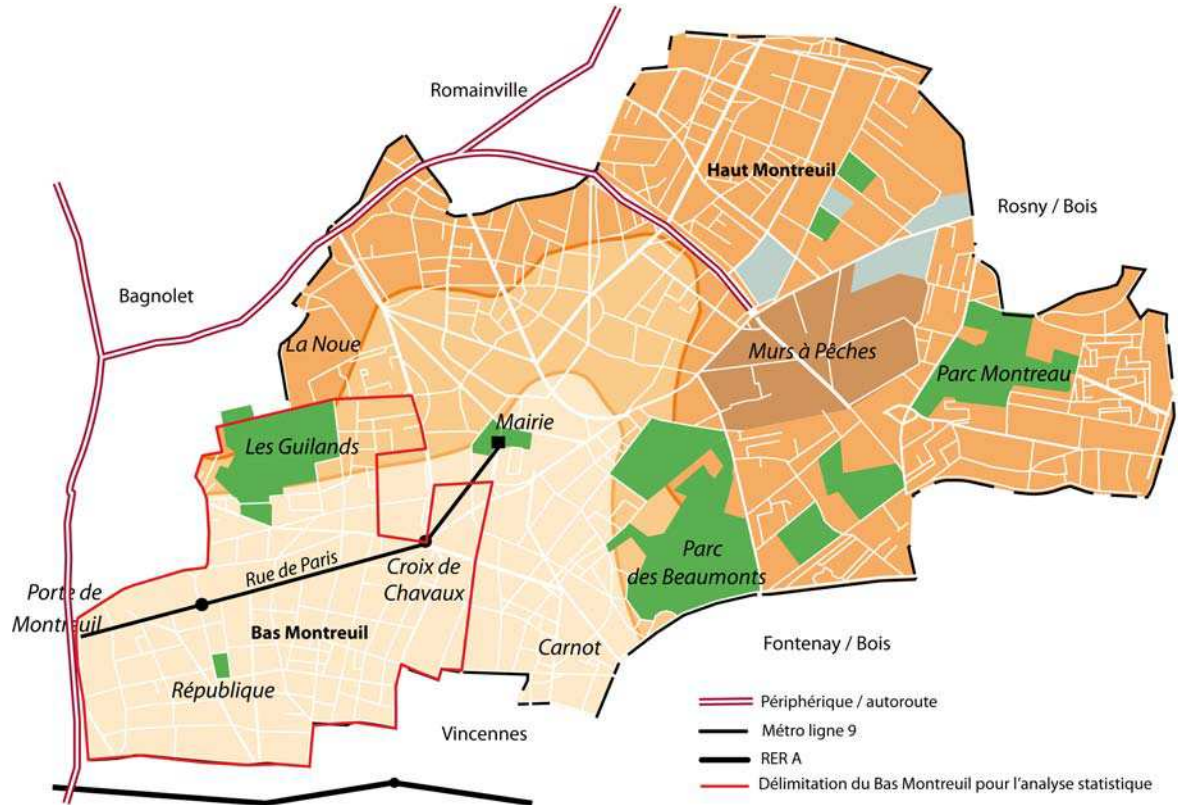 Romainville
Haut Montreuil
Rosny / Bois
Bagnolet
La Noue
Murs à Pêches
Parc Montreau
Mairie
Les Guilands
Parc
des Beaumonts
Rue de Paris
Croix de
Chavaux
Porte de
Montreuil
Bas Montreuil
Carnot
Fontenay / Bois
République
Vincennes
Périphérique / autoroute
Métro ligne 9
RER A
Délimitation du Bas Montreuil pour l'analyse statistique